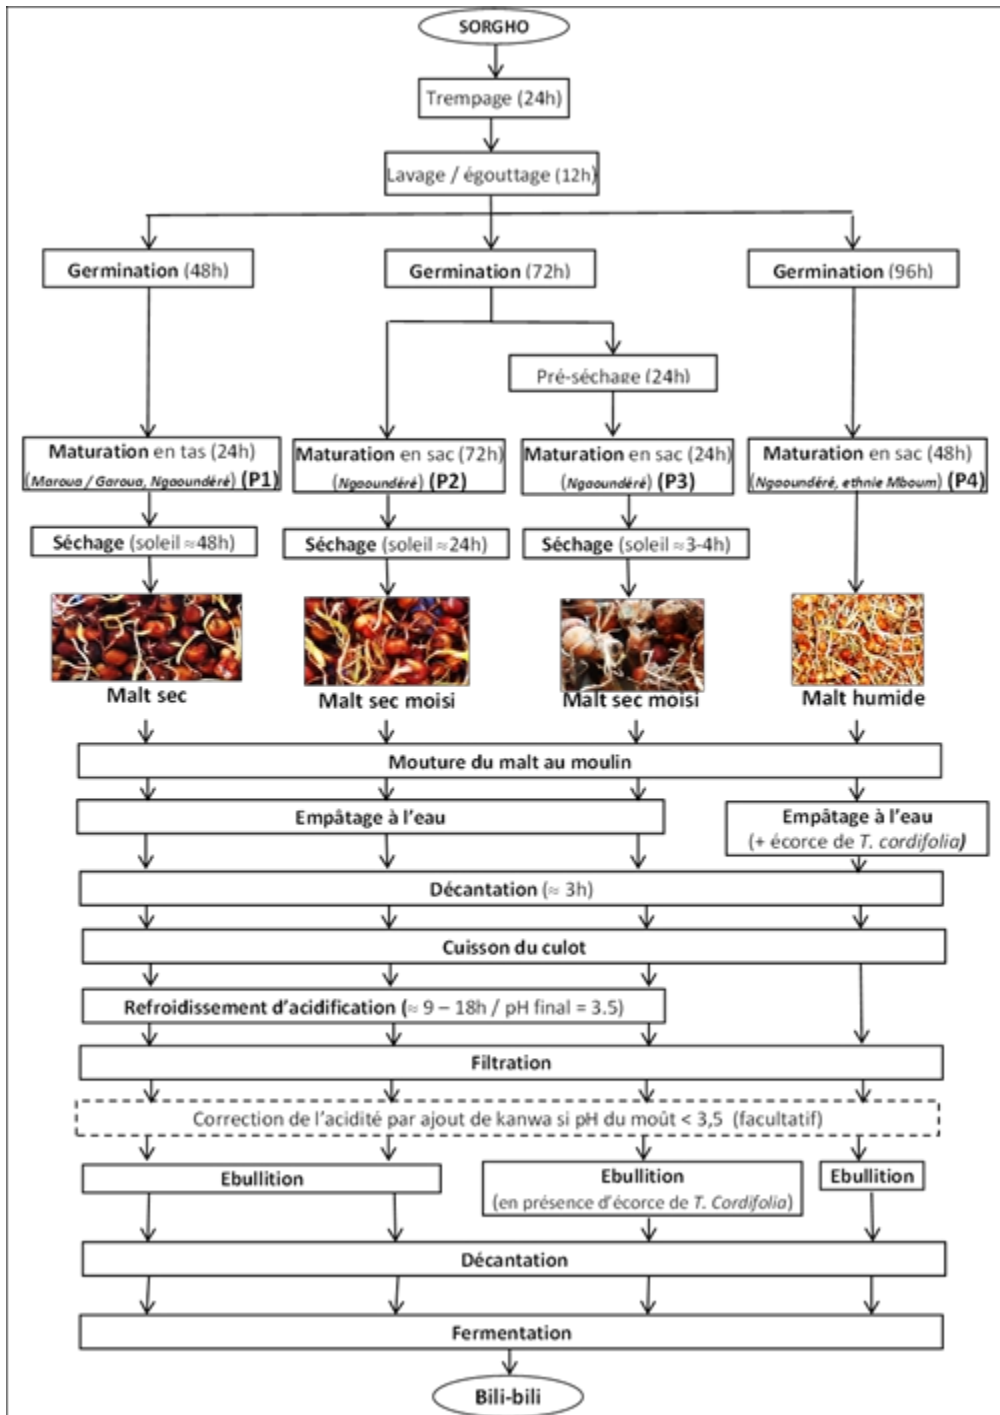 SORGHO
Trempage (24h)
Lavage / égouttage (12h)
Germination (48h)
Germination (72h)
Germination (96h)
Pré-séchage (24h)
Maturation en tas (24h)
(Maroua / Garoua, Ngaoundéré) (P1)
Maturation en sac (72h)
(Ngaoundéré) (P2)
Maturation en sac (24h)
(Ngaoundéré) (P3)
Maturation en sac (48h)
(Ngaoundéré, ethnie Mboum) (P4)
Séchage (soleil ≈48h)
Séchage (soleil ≈24h)
Séchage (soleil ≈3-4h)
Malt sec
Malt sec moisi
Malt sec moisi
Malt humide
Mouture du malt au moulin
Empâtage à l’eau
Empâtage à l’eau
(+ écorce de T. cordifolia)
Décantation (≈ 3h)
Cuisson du culot
Refroidissement d’acidification (≈ 9 – 18h / pH final = 3.5)
Filtration
Correction de l’acidité par ajout de kanwa si pH du moût < 3,5 (facultatif)
Ebullition
Ebullition
(en présence d’écorce de T. Cordifolia)
Ebullition
Décantation
Fermentation
Bili-bili